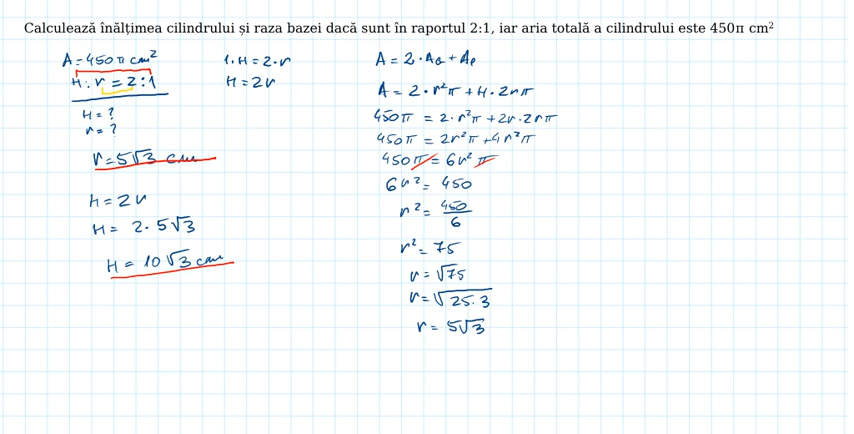 Calculează înălțimea cilindrului și raza bazei dacă sunt în raportul 2:1, iar aria totală a cilindrului este 450π cm²
A = 450π cm²
H : r = 2 : 1
H = ?
r = ?
r = 5√3 cm
H = 2r
H = 2 · 5√3
H = 10√3 cm
1 · H = 2 · r
H = 2r
A = 2 · AB + Al
A = 2 · r²π + H · 2rπ
450π = 2 · r²π + 2r · 2rπ
450π = 2r²π + 4r²π
450π = 6r²π
6r² = 450
r² = 450/6
r² = 75
r = √75
r = √25 · 3
r = 5√3